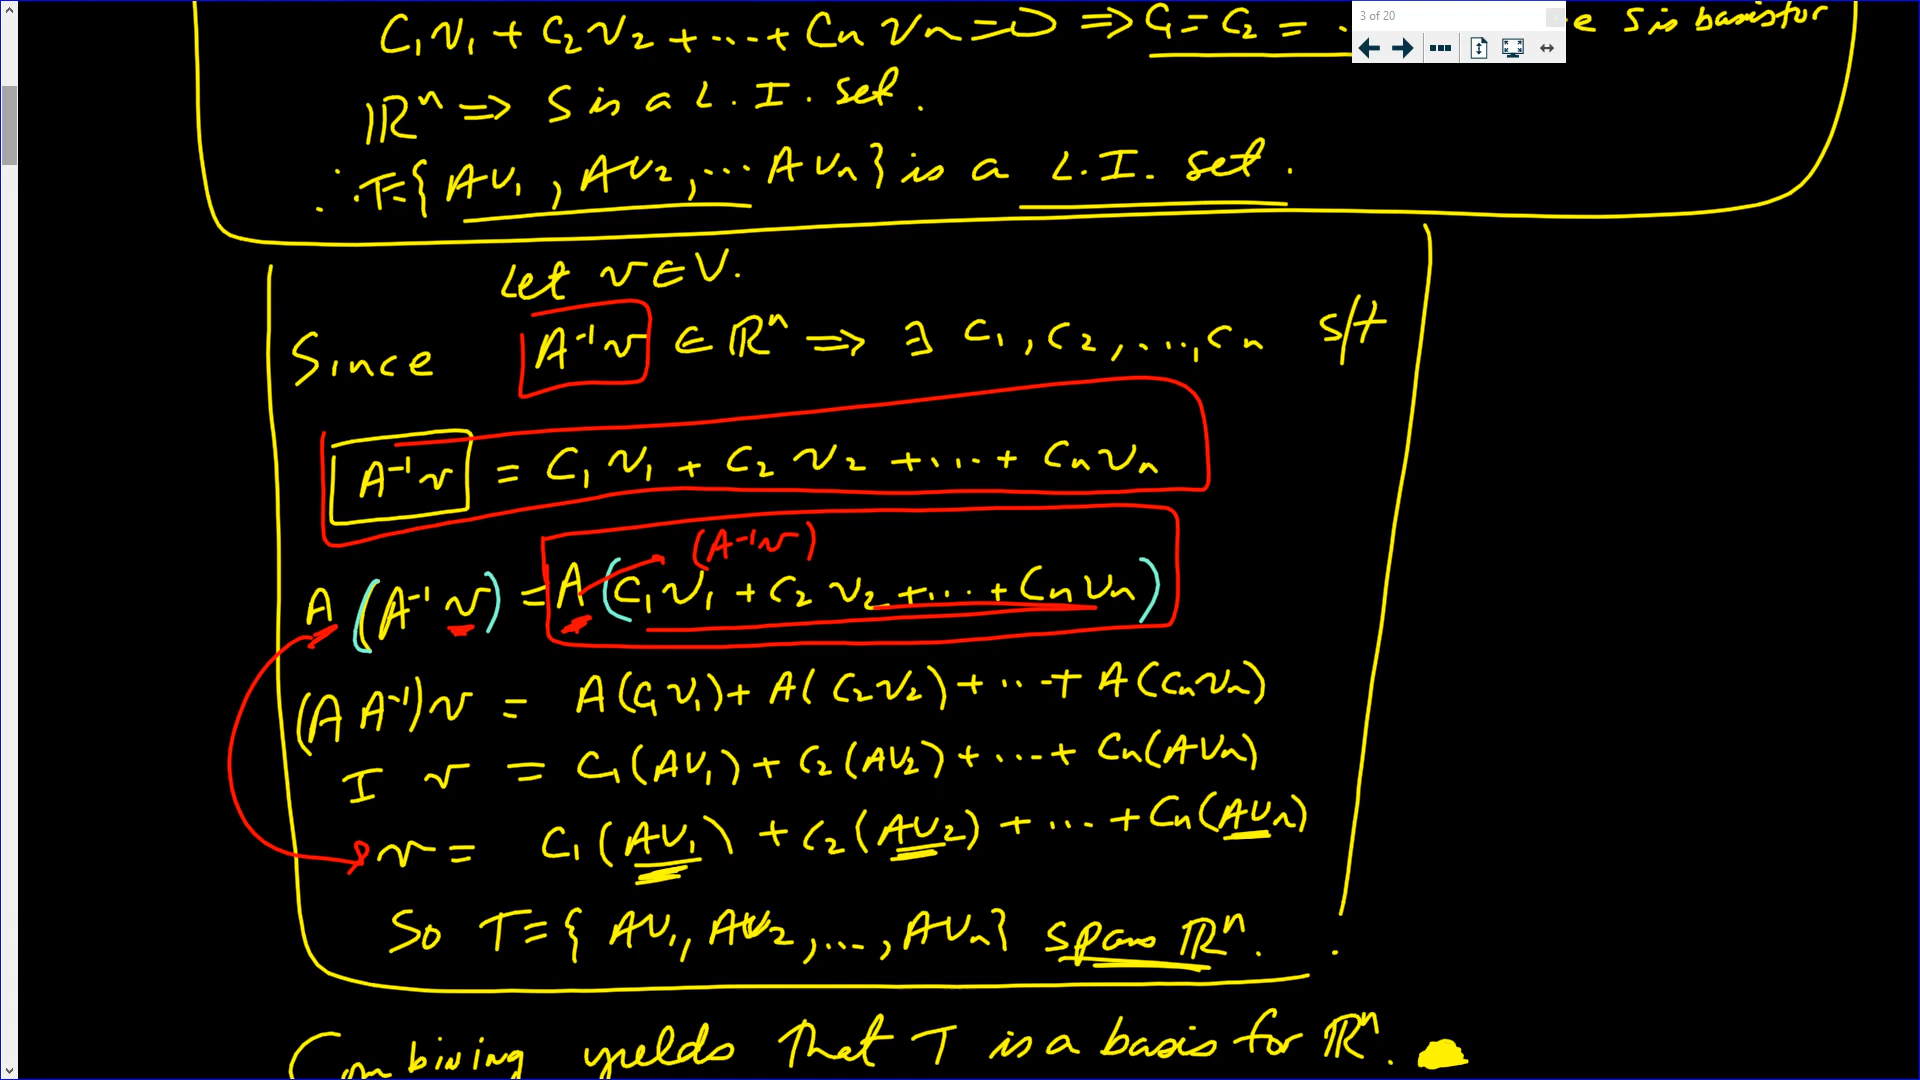 3 of 20
C₁v₁ + C₂v₂ + ... + Cₙvₙ = 0 ⇒ C₁ = C₂ = . e S is basis for
ℝⁿ ⇒ S is a L.I. set.
∴ T = { Av₁, Av₂, ... Avₙ } is a L.I. set.
Let v ∈ V.
Since A⁻¹v ∈ ℝⁿ ⇒ ∃ C₁, C₂, ..., Cₙ s/t
A⁻¹v = C₁v₁ + C₂v₂ + ... + Cₙvₙ
(A⁻¹v)
A(A⁻¹v) = A(C₁v₁ + C₂v₂ + ... + Cₙvₙ)
(AA⁻¹)v = A(C₁v₁) + A(C₂v₂) + ... + A(Cₙvₙ)
I v = C₁(Av₁) + C₂(Av₂) + ... + Cₙ(Avₙ)
v = C₁(Av₁) + C₂(Av₂) + ... + Cₙ(Avₙ)
So T = { Av₁, Av₂, ..., Avₙ } spans ℝⁿ.
Combining yields that T is a basis for ℝⁿ.